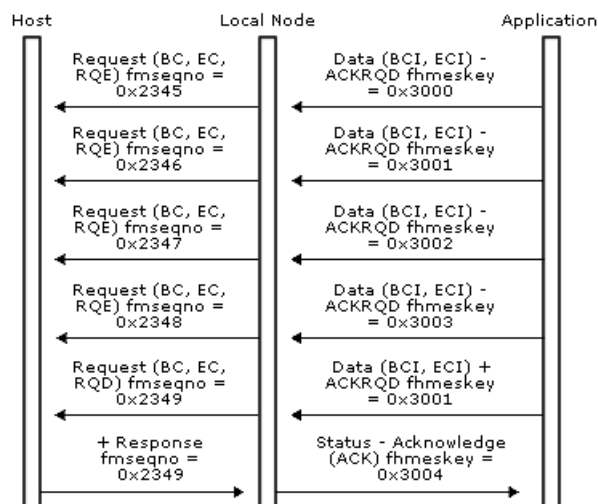 Host
Local Node
Application
Request (BC, EC,
RQE) fmseqno =
0x2345
Data (BCI, ECI) -
ACKRQD fhmeskey
= 0x3000
Request (BC, EC,
RQE) fmseqno =
0x2346
Data (BCI, ECI) -
ACKRQD fhmeskey
= 0x3001
Request (BC, EC,
RQE) fmseqno =
0x2347
Data (BCI, ECI) -
ACKRQD fhmeskey
= 0x3002
Request (BC, EC,
RQE) fmseqno =
0x2348
Data (BCI, ECI) -
ACKRQD fhmeskey
= 0x3003
Request (BC, EC,
RQD) fmseqno =
0x2349
Data (BCI, ECI) +
ACKRQD fhmeskey
= 0x3001
+ Response
fmseqno =
0x2349
Status - Acknowledge
(ACK) fhmeskey =
0x3004